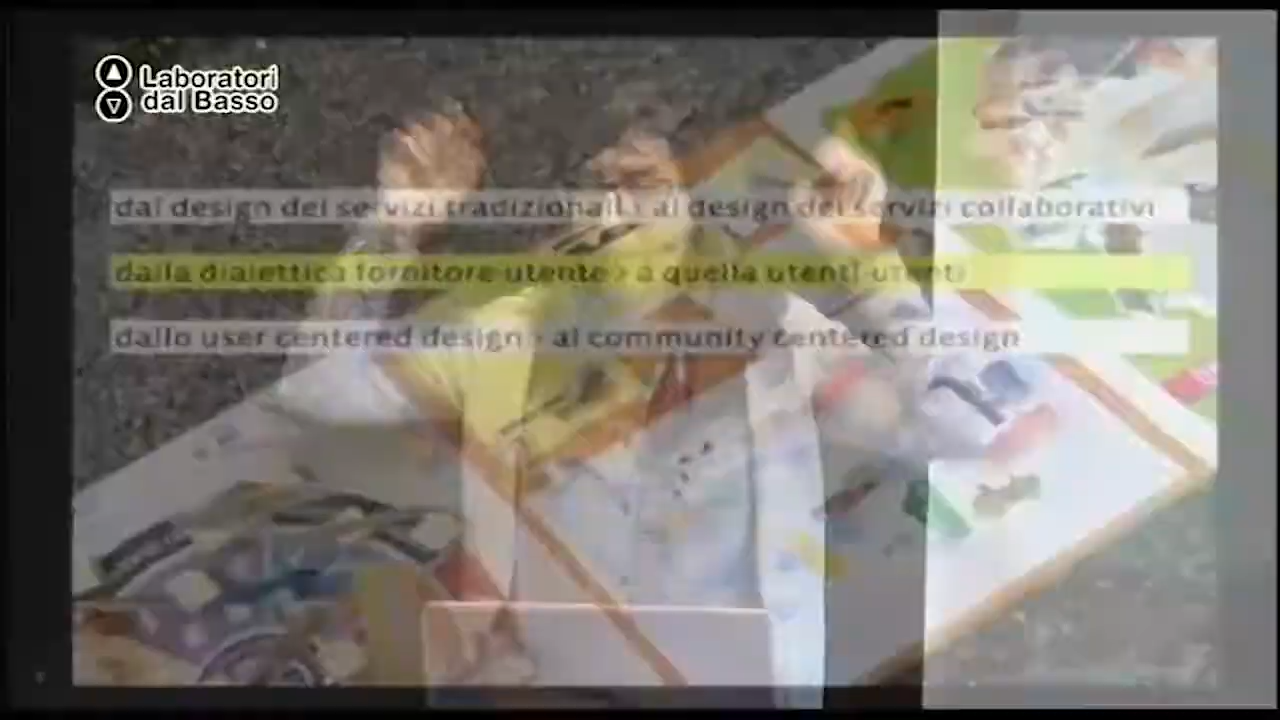 Laboratori
dal Basso
dal design dei servizi tradizionali › al design dei servizi collaborativi
dalla dialettica fornitore-utente › a quella utenti-utenti
dallo user centered design › al community centered design